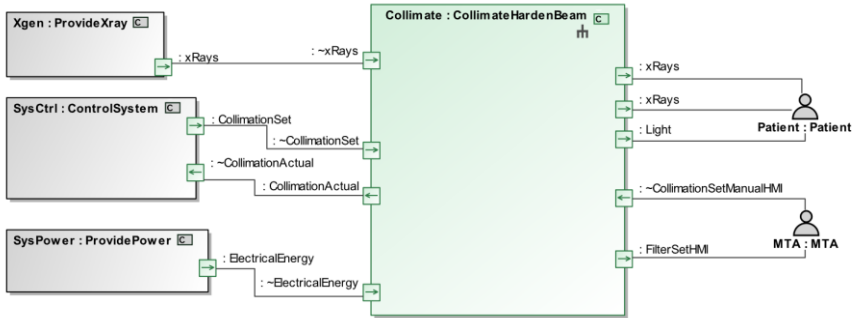 Xgen : ProvideXray C
: xRays
: ~xRays
Collimate : CollimateHardenBeam C
: xRays
: xRays
: Light
Patient : Patient
SysCtrl : ControlSystem C
: CollimationSet
: ~CollimationSet
: ~CollimationActual
: CollimationActual
: ~CollimationSetManualHMI
: FilterSetHMI
MTA : MTA
SysPower : ProvidePower C
: ElectricalEnergy
: ~ElectricalEnergy